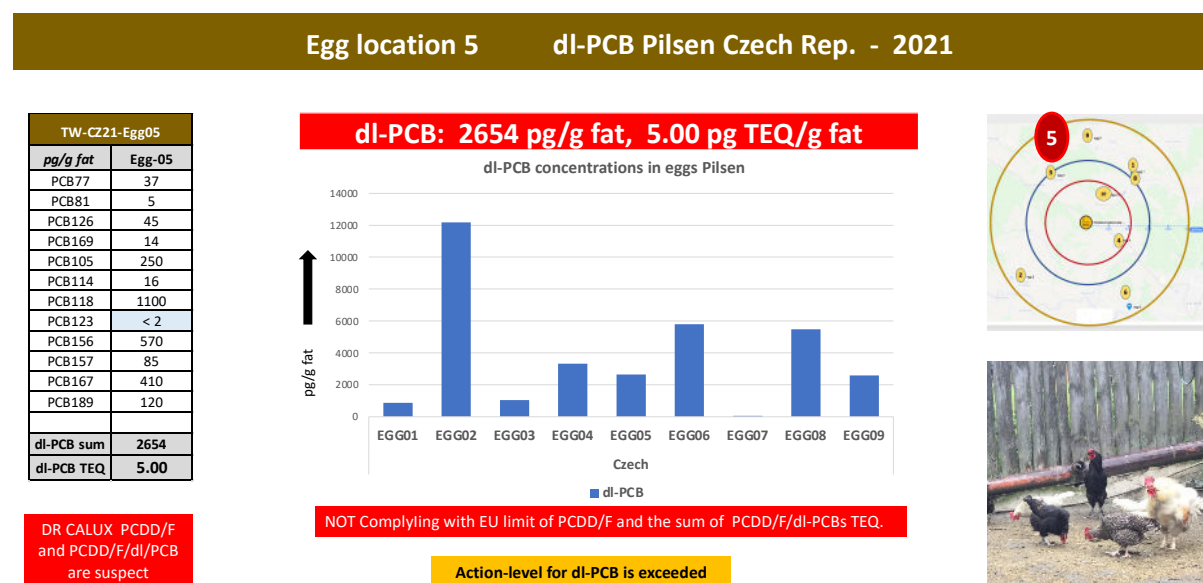 Egg location 5 dl-PCB Pilsen Czech Rep. - 2021
TW-CZ21-Egg05
pg/g fat Egg-05
PCB77 37
PCB81 5
PCB126 45
PCB169 14
PCB105 250
PCB114 16
PCB118 1100
PCB123 < 2
PCB156 570
PCB157 85
PCB167 410
PCB189 120
dl-PCB sum 2654
dl-PCB TEQ 5.00
DR CALUX PCDD/F
and PCDD/F/dl/PCB
are suspect
dl-PCB: 2654 pg/g fat, 5.00 pg TEQ/g fat
dl-PCB concentrations in eggs Pilsen
14000
12000
10000
8000
6000
4000
2000
0
pg/g fat
EGG01 EGG02 EGG03 EGG04 EGG05 EGG06 EGG07 EGG08 EGG09
Czech
dl-PCB
NOT Complyling with EU limit of PCDD/F and the sum of PCDD/F/dl-PCBs TEQ.
Action-level for dl-PCB is exceeded
5